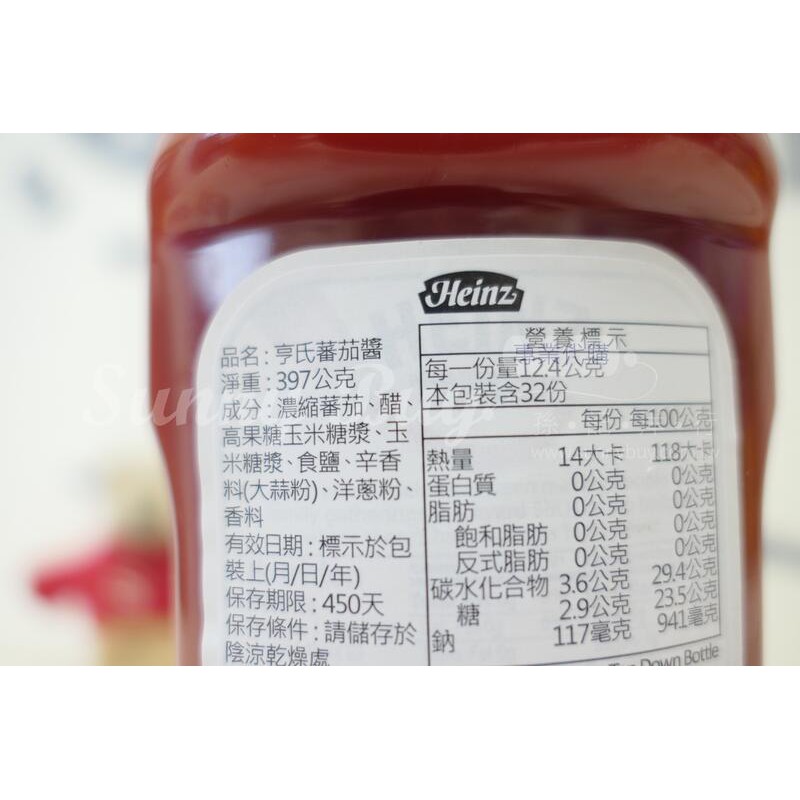 Heinz
品名：亨氏蕃茄醬
淨重：397公克
成分：濃縮蕃茄、醋、
高果糖玉米糖漿、玉
米糖漿、食鹽、辛香
料(大蒜粉)、洋蔥粉、
香料
有效日期：標示於包
裝上(月/日/年)
保存期限：450天
保存條件：請儲存於
陰涼乾燥處
營養標示
每一份量12.4公克
本包裝含32份
每份 每100公克
熱量 14大卡 118大卡
蛋白質 0公克 0公克
脂肪 0公克 0公克
飽和脂肪 0公克 0公克
反式脂肪 0公克 0公克
碳水化合物 3.6公克 29.4公克
糖 2.9公克 23.5公克
鈉 117毫克 941毫克
Down Bottle